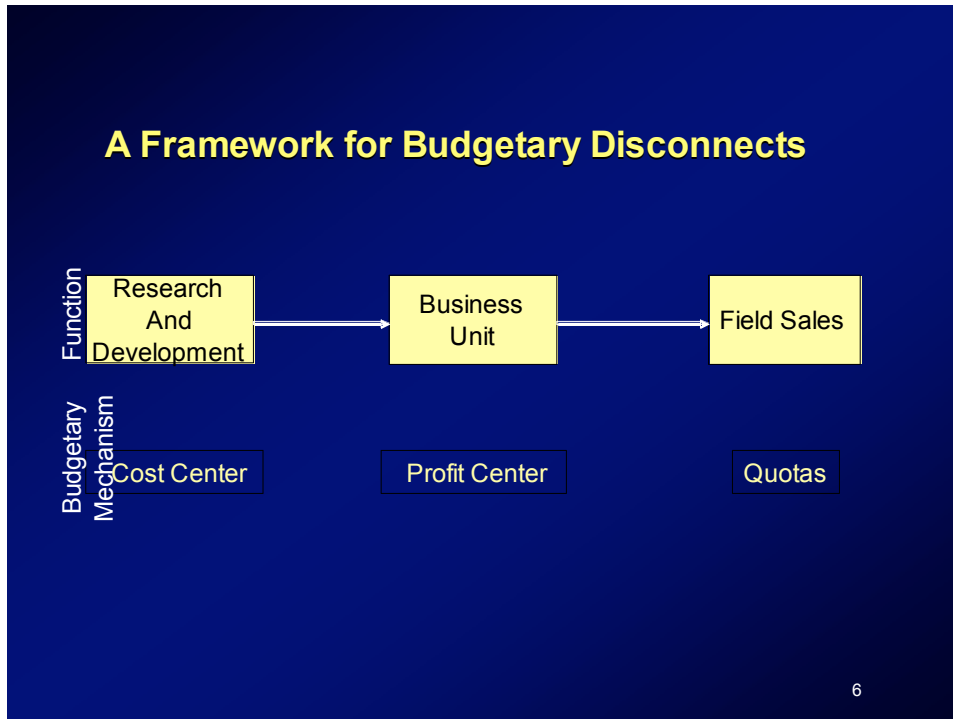 A Framework for Budgetary Disconnects
Function
Research
And
Development
Business
Unit
Field Sales
Budgetary
Mechanism
Cost Center
Profit Center
Quotas
6